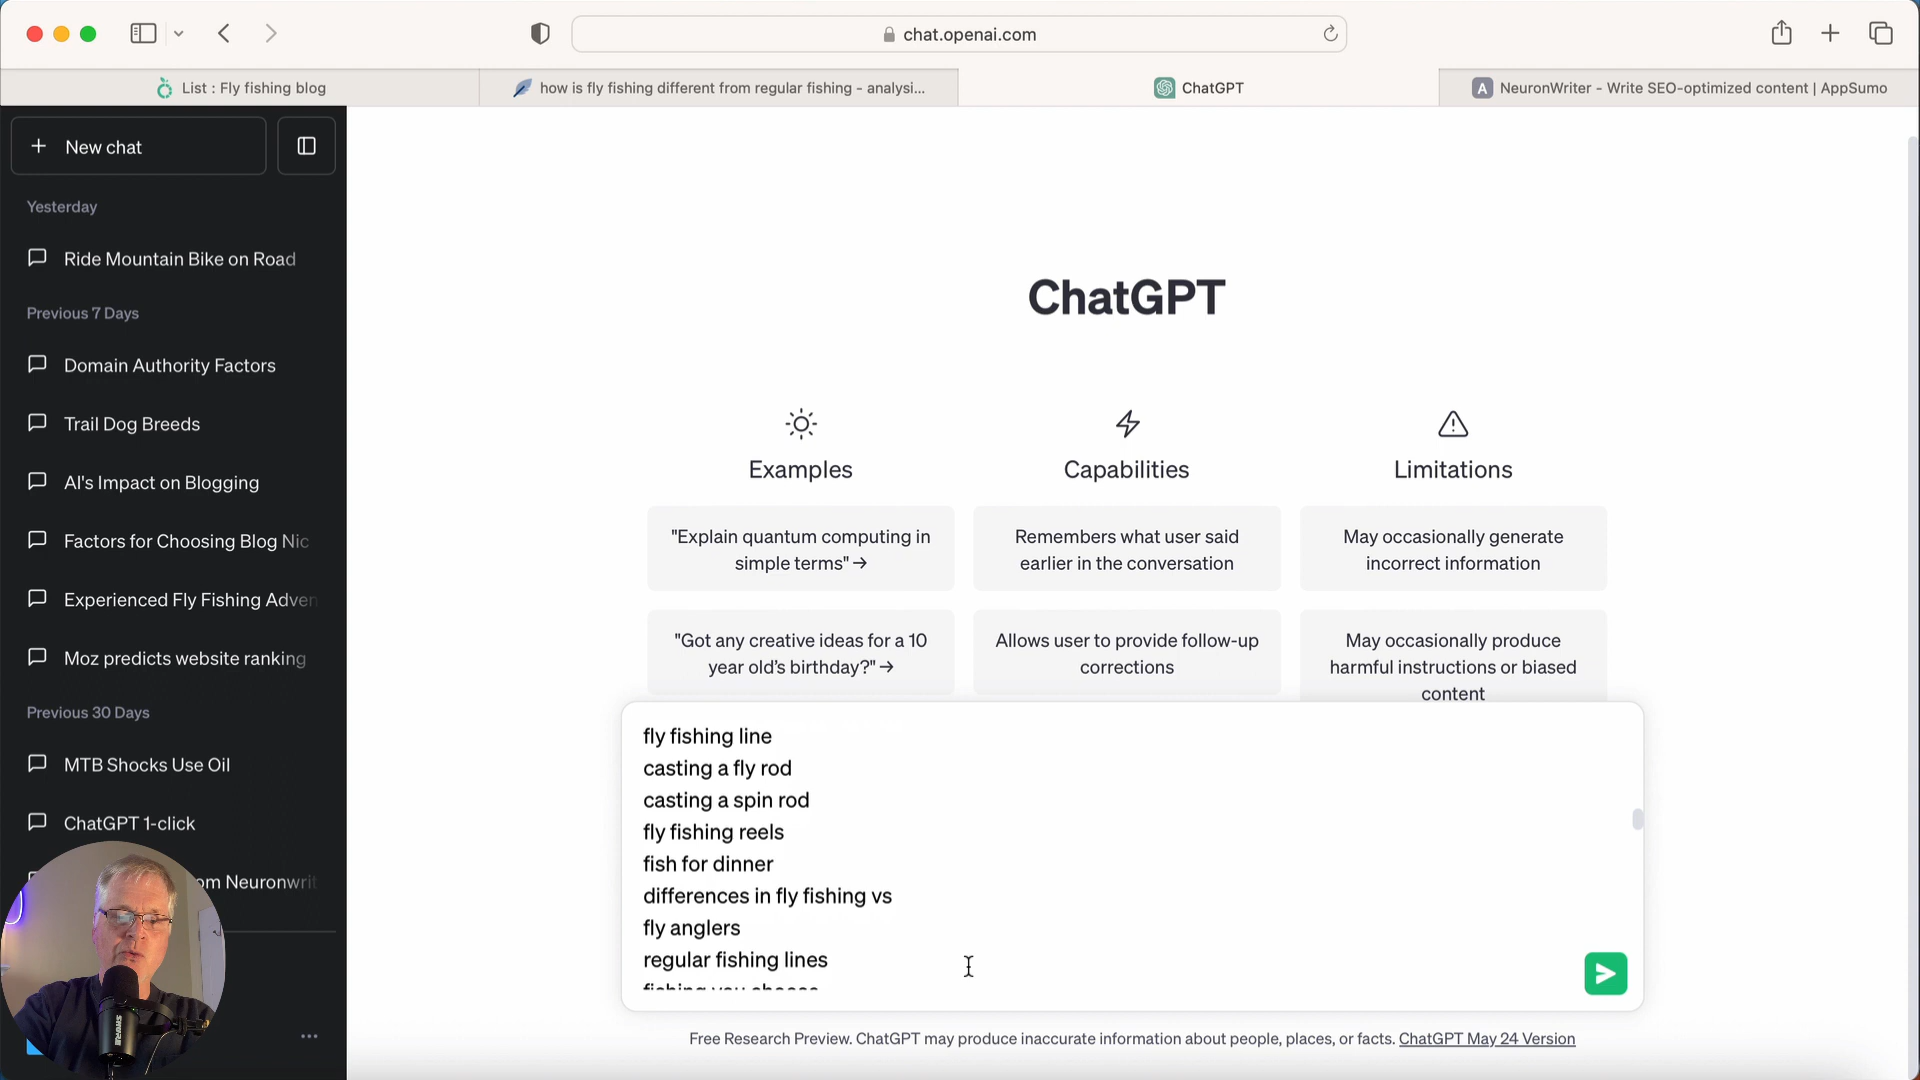 chat.openai.com
List : Fly fishing blog
how is fly fishing different from regular fishing - analysi...
ChatGPT
A
NeuronWriter - Write SEO-optimized content | AppSumo
New chat
Yesterday
Ride Mountain Bike on Road
Previous 7 Days
Domain Authority Factors
Trail Dog Breeds
AI's Impact on Blogging
Factors for Choosing Blog Nic
Experienced Fly Fishing Adven
Moz predicts website ranking
Previous 30 Days
MTB Shocks Use Oil
ChatGPT 1-click
om Neuronwrit
ChatGPT
Examples
Capabilities
Limitations
"Explain quantum computing in
simple terms" →
Remembers what user said
earlier in the conversation
May occasionally generate
incorrect information
"Got any creative ideas for a 10
year old's birthday?" →
Allows user to provide follow-up
corrections
May occasionally produce
harmful instructions or biased
content
fly fishing line
casting a fly rod
casting a spin rod
fly fishing reels
fish for dinner
differences in fly fishing vs
fly anglers
regular fishing lines
fishing you choose
Free Research Preview. ChatGPT may produce inaccurate information about people, places, or facts. ChatGPT May 24 Version
SHURE